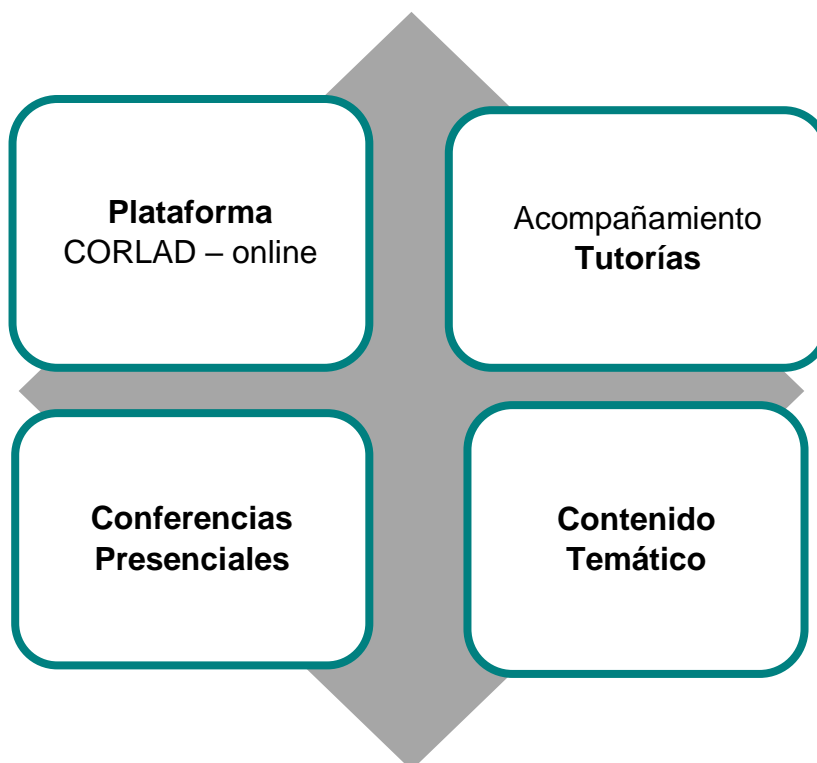 Plataforma
CORLAD – online
Acompañamiento
Tutorías
Conferencias
Presenciales
Contenido
Temático